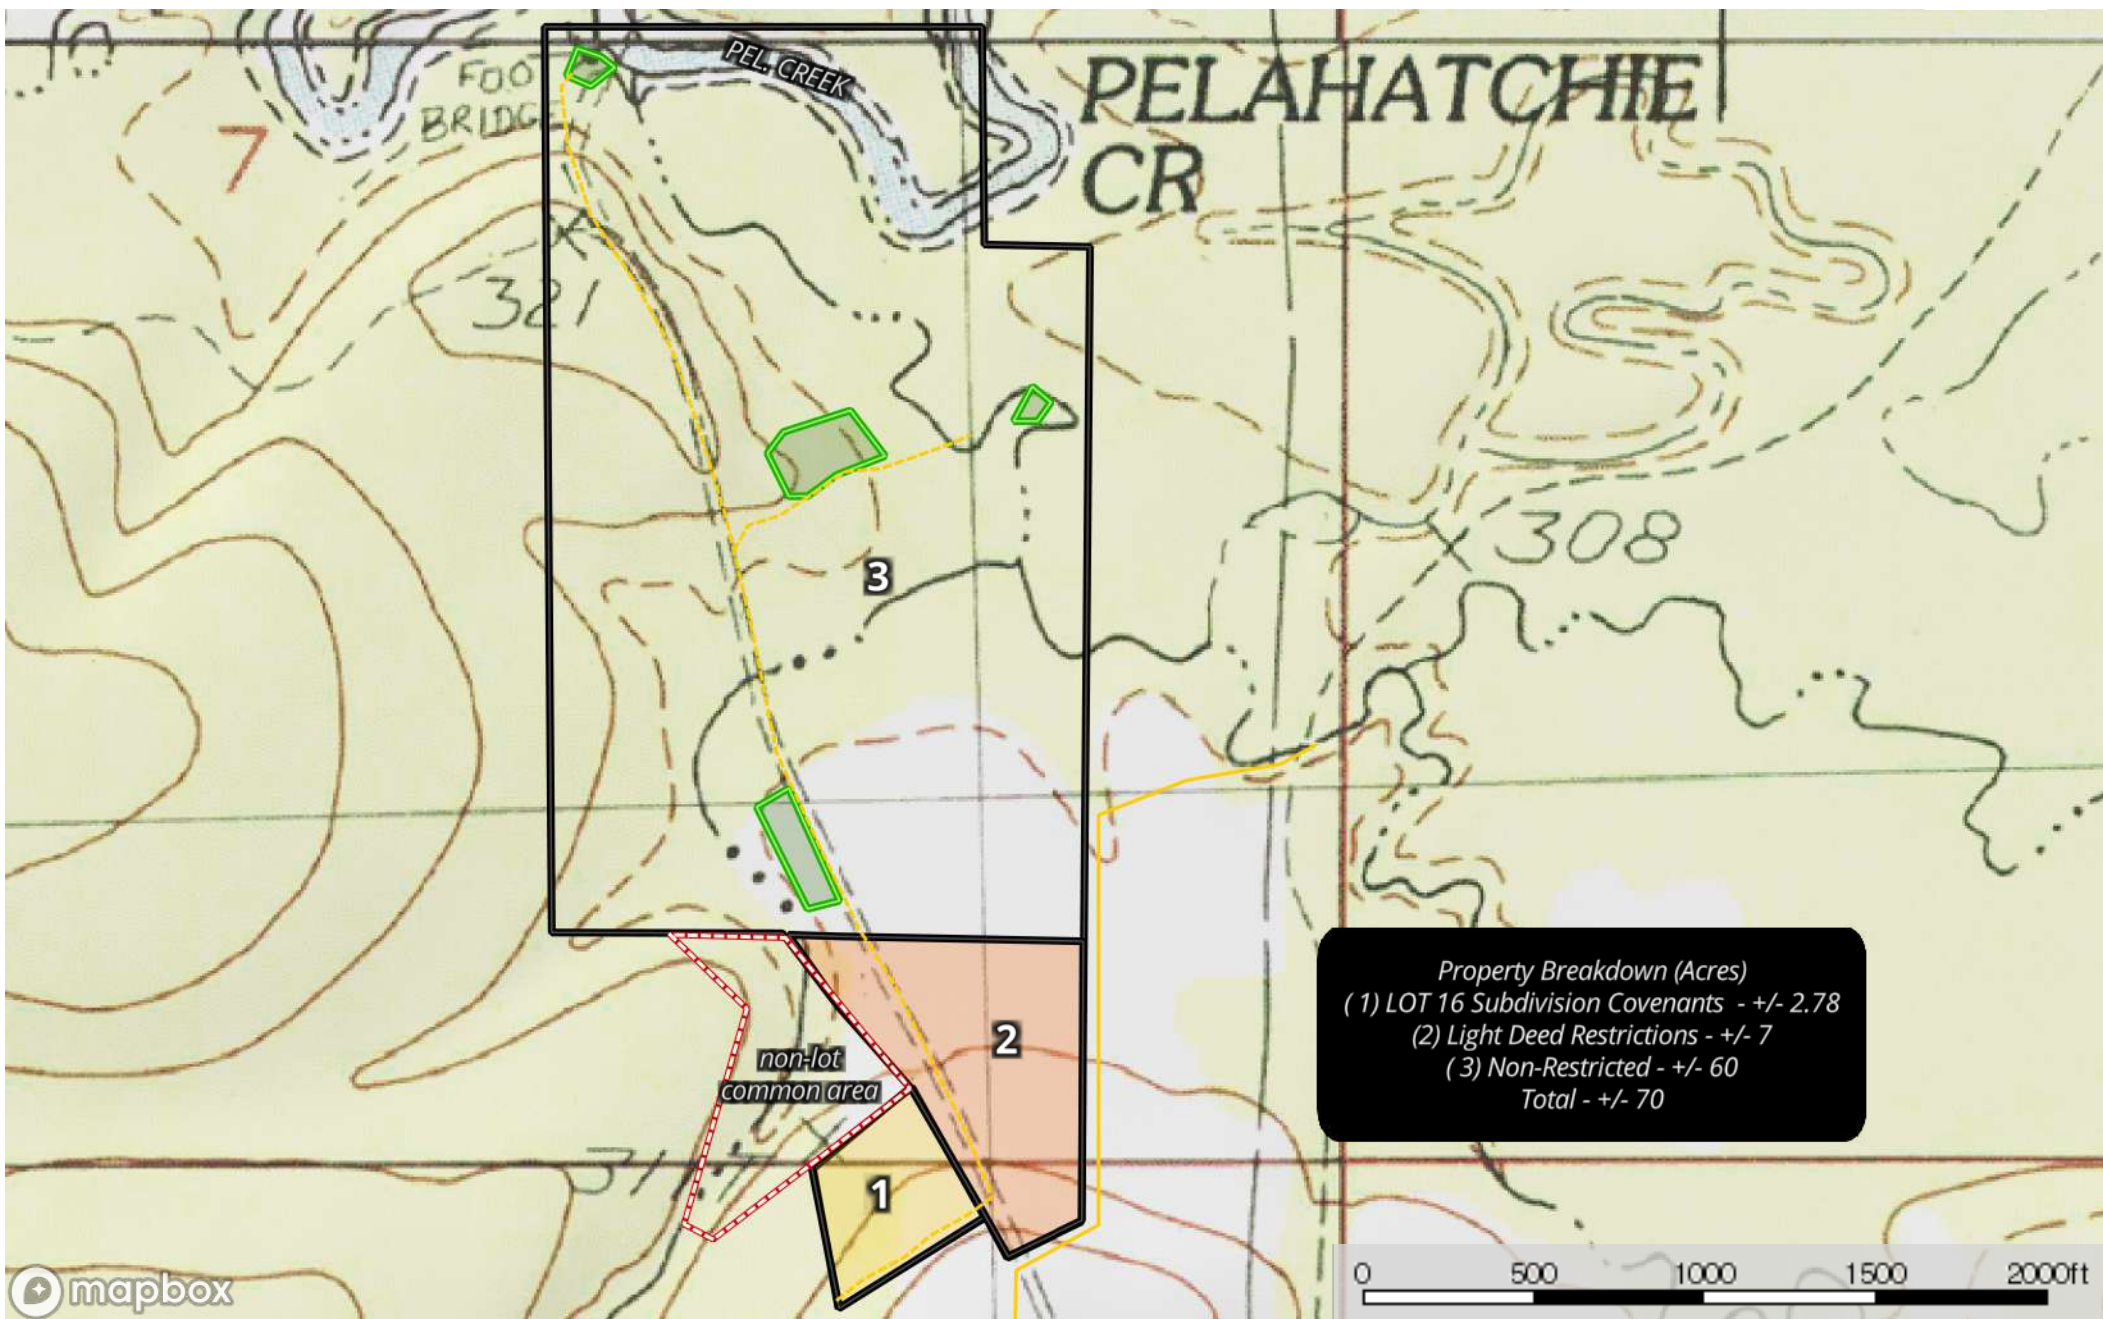 FOO
BRIDGE
PEL. CREEK
PELAHATCHIE
CR
7
321
308
3
2
non-lot
common area
1
Property Breakdown (Acres)
( 1) LOT 16 Subdivision Covenants - +/- 2.78
(2) Light Deed Restrictions - +/- 7
( 3) Non-Restricted - +/- 60
Total - +/- 70
0 500 1000 1500 2000ft
mapbox